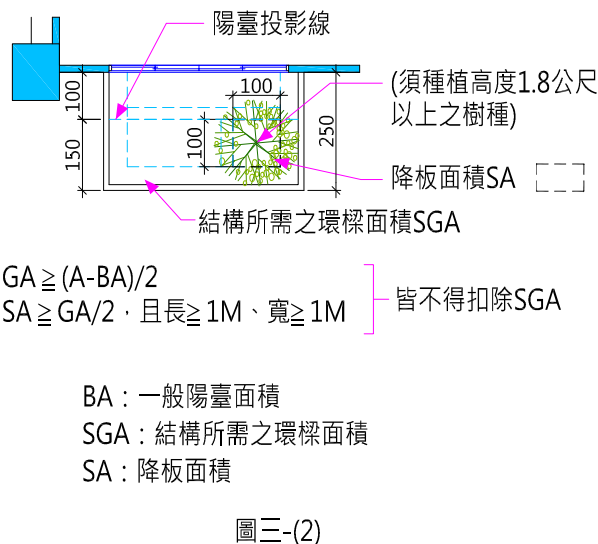 陽臺投影線
100
(須種植高度1.8公尺
以上之樹種)
100
150
100
250
降板面積SA
結構所需之環樑面積SGA
GA≧(A-BA)/2
SA≧GA/2，且長≧1M、寬≧1M
皆不得扣除SGA
BA：一般陽臺面積
SGA：結構所需之環樑面積
SA：降板面積
圖三-(2)